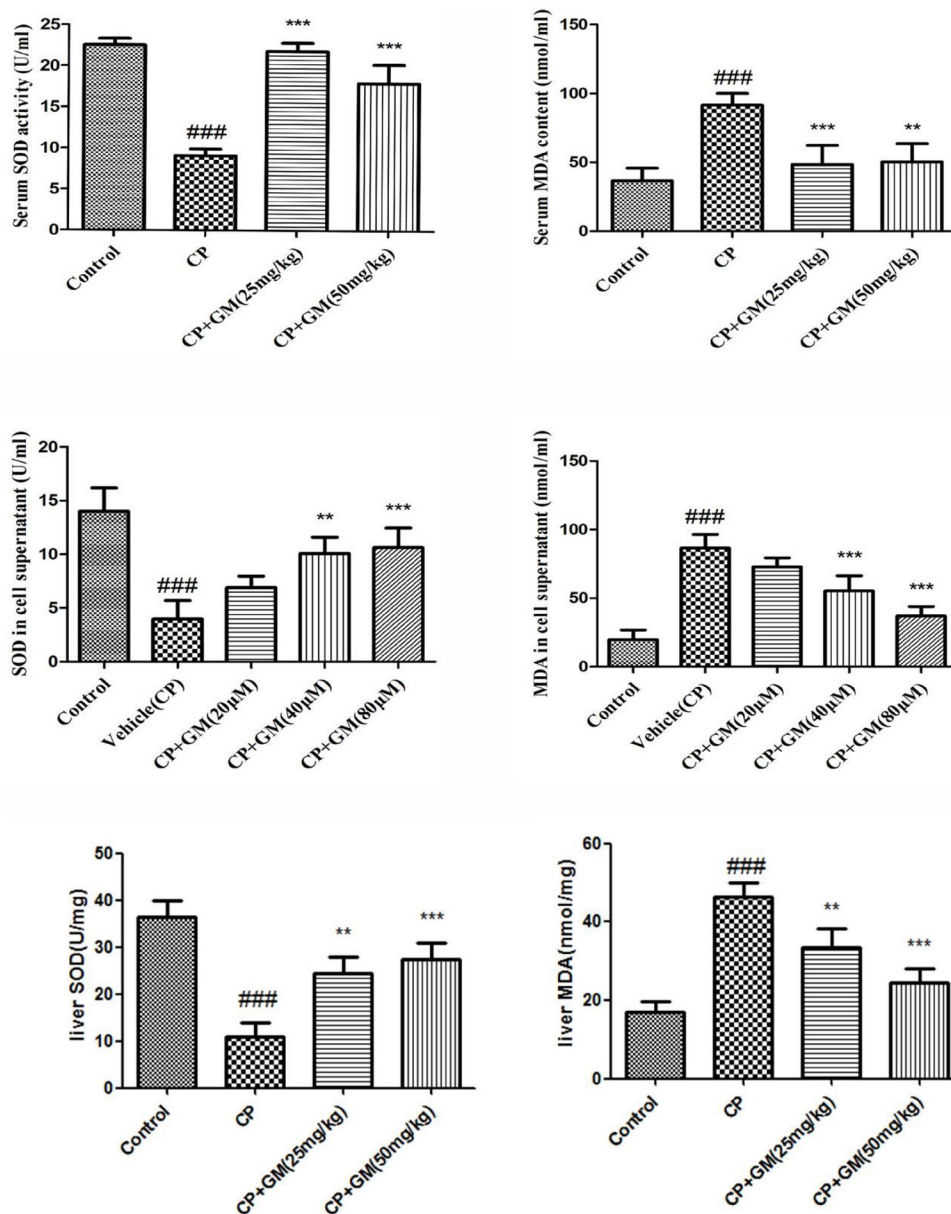 Serum SOD activity (U/ml)
25
20
15
10
5
0
###
***
***
Control
CP
CP+GM(25mg/kg)
CP+GM(50mg/kg)
Serum MDA content (nmol/ml)
150
100
50
0
###
***
**
Control
CP
CP+GM(25mg/kg)
CP+GM(50mg/kg)
SOD in cell supernatant (U/ml)
20
15
10
5
0
###
**
***
Control
Vehicle(CP)
CP+GM(20μM)
CP+GM(40μM)
CP+GM(80μM)
MDA in cell supernatant (nmol/ml)
150
100
50
0
###
***
***
Control
Vehicle(CP)
CP+GM(20μM)
CP+GM(40μM)
CP+GM(80μM)
liver SOD(U/mg)
50
40
30
20
10
0
###
**
***
Control
CP
CP+GM(25mg/kg)
CP+GM(50mg/kg)
liver MDA(nmol/mg)
60
40
20
0
###
**
***
Control
CP
CP+GM(25mg/kg)
CP+GM(50mg/kg)